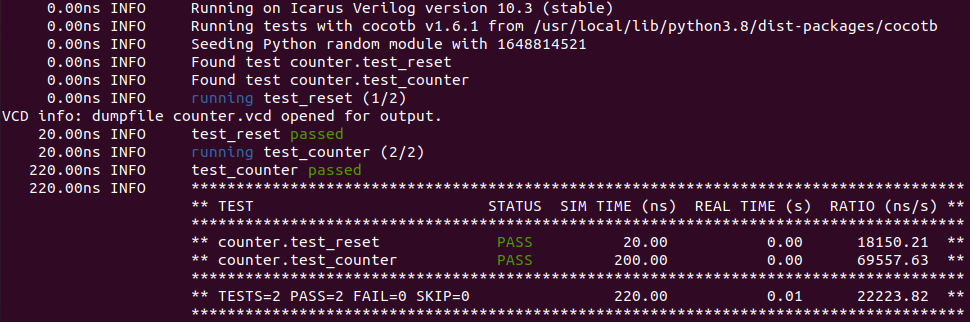 0.00ns INFO     Running on Icarus Verilog version 10.3 (stable)
0.00ns INFO     Running tests with cocotb v1.6.1 from /usr/local/lib/python3.8/dist-packages/cocotb
0.00ns INFO     Seeding Python random module with 1648814521
0.00ns INFO     Found test counter.test_reset
0.00ns INFO     Found test counter.test_counter
0.00ns INFO     running test_reset (1/2)
VCD info: dumpfile counter.vcd opened for output.
20.00ns INFO     test_reset passed
20.00ns INFO     running test_counter (2/2)
220.00ns INFO     test_counter passed
220.00ns INFO     **************************************************************************************
** TEST                          STATUS  SIM TIME (ns)  REAL TIME (s)  RATIO (ns/s) **
**************************************************************************************
** counter.test_reset             PASS          20.00           0.00      18150.21  **
** counter.test_counter           PASS         200.00           0.00      69557.63  **
**************************************************************************************
** TESTS=2 PASS=2 FAIL=0 SKIP=0                220.00           0.01      22223.82  **
**************************************************************************************